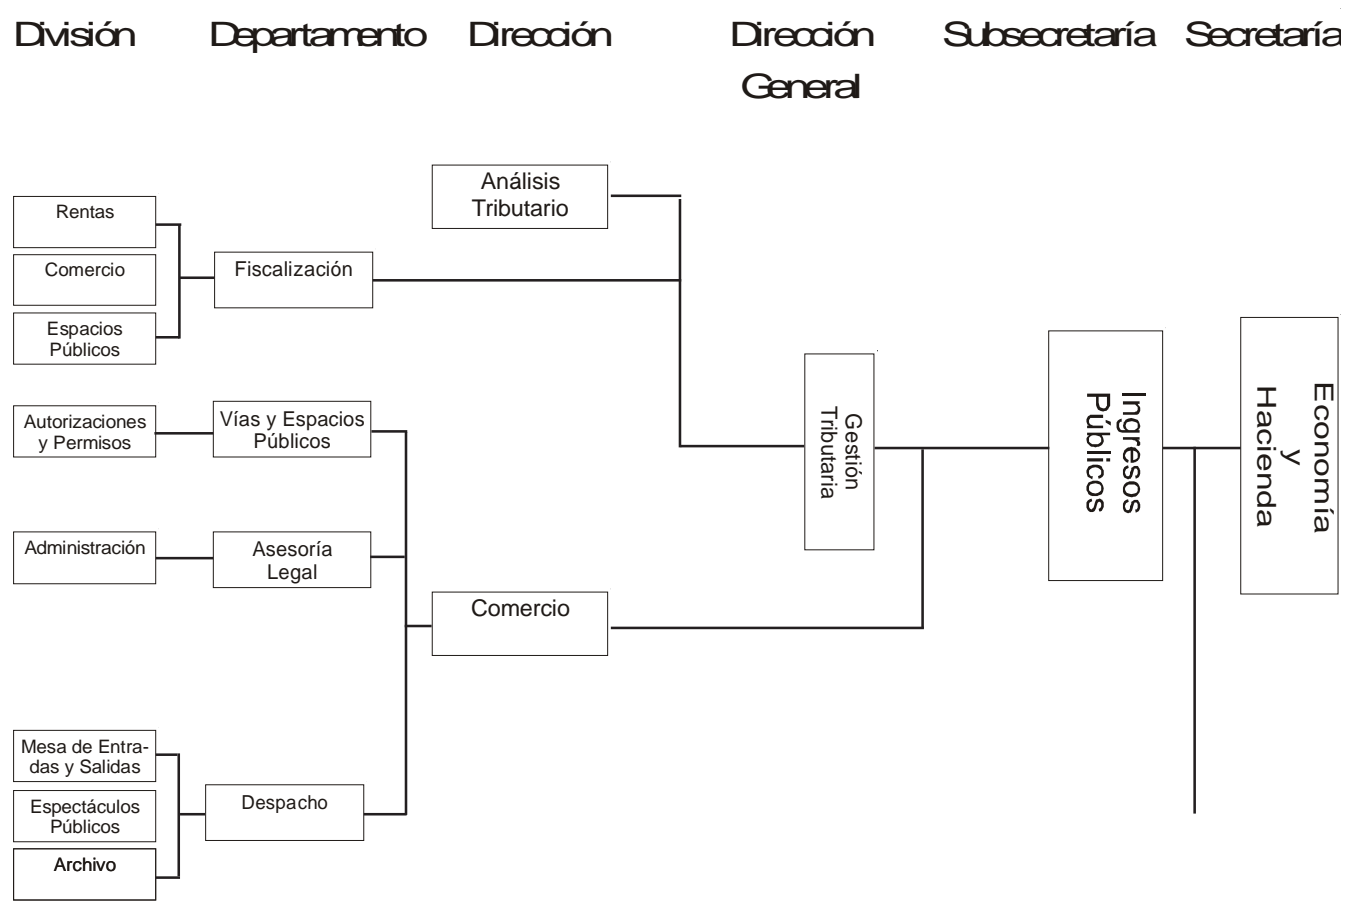 División Departamento Dirección Dirección Subsecretaría Secretaría
General
Análisis
Tributario
Rentas
Comercio
Fiscalización
Espacios
Públicos
Autorizaciones
y Permisos
Vías y Espacios
Públicos
Gestión
Tributaria
Ingresos
Públicos
Economía
y
Hacienda
Administración
Asesoría
Legal
Comercio
Mesa de Entra-
das y Salidas
Espectáculos
Públicos
Despacho
Archivo